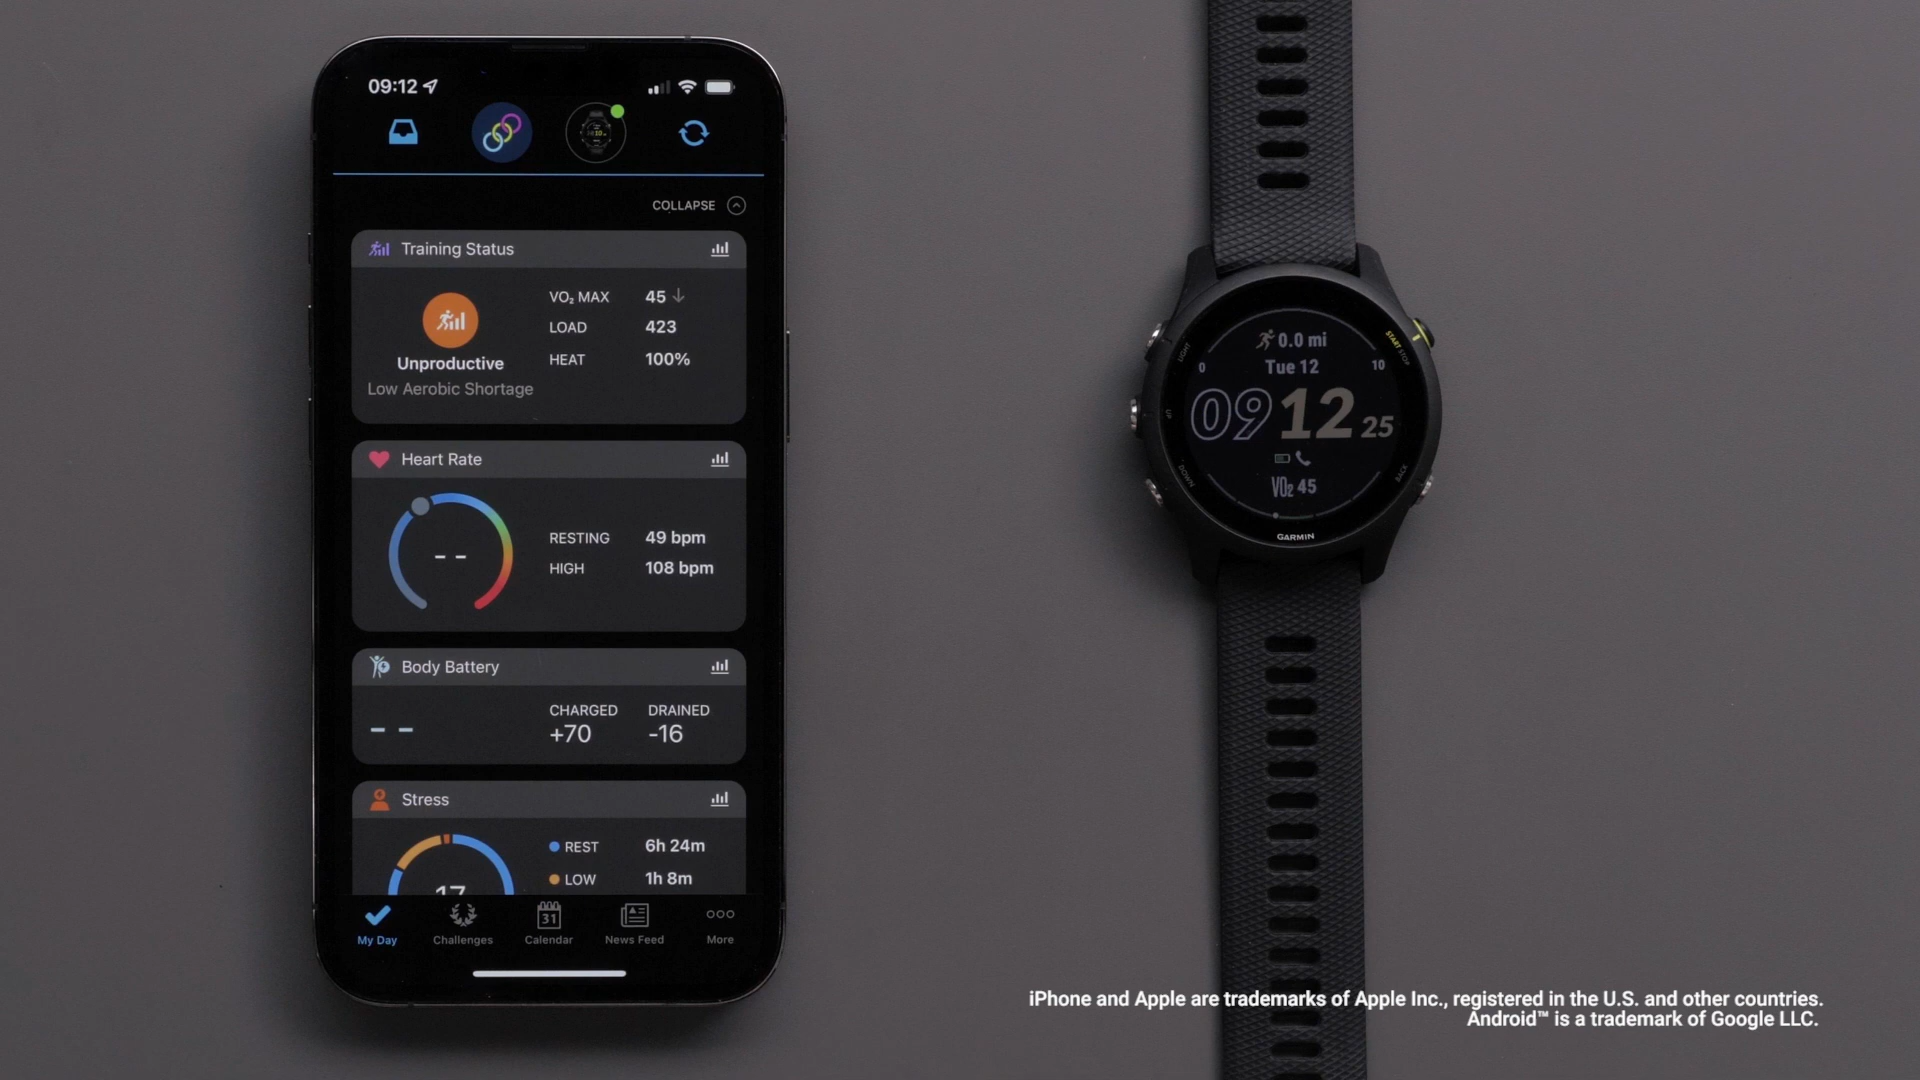 09:12
COLLAPSE
Training Status
VO₂ MAX 45
LOAD 423
HEAT 100%
Unproductive
Low Aerobic Shortage
Heart Rate
--
RESTING 49 bpm
HIGH 108 bpm
Body Battery
--
CHARGED DRAINED
+70 -16
Stress
17
REST 6h 24m
LOW 1h 8m
31
My Day Challenges Calendar News Feed More
0.0 mi
Tue 12
0 10
09 12 25
VO2 45
GARMIN
LIGHT
START STOP
UP
DOWN
BACK
iPhone and Apple are trademarks of Apple Inc., registered in the U.S. and other countries.
Android™ is a trademark of Google LLC.